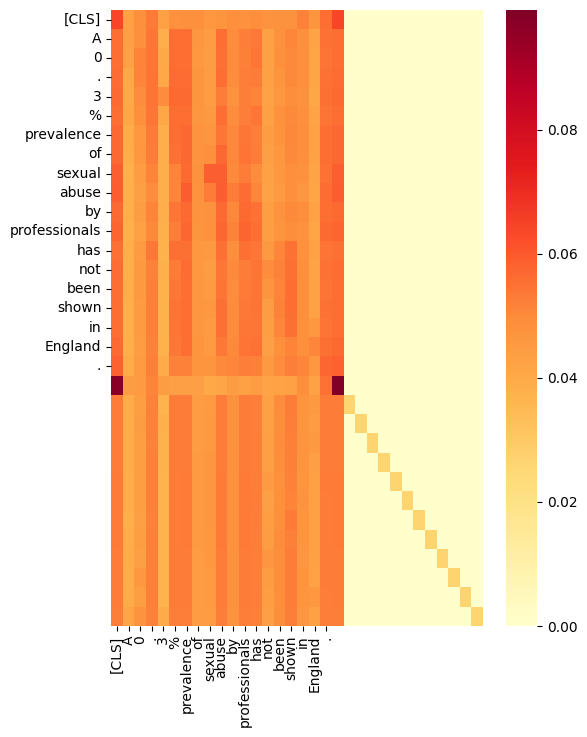 [CLS]
A
0
.
3
%
prevalence
of
sexual
abuse
by
professionals
has
not
been
shown
in
England
.
0.08
0.06
0.04
0.02
0.00
[CLS]
A
0
.
3
%
prevalence
of
sexual
abuse
by
professionals
has
not
been
shown
in
England
.